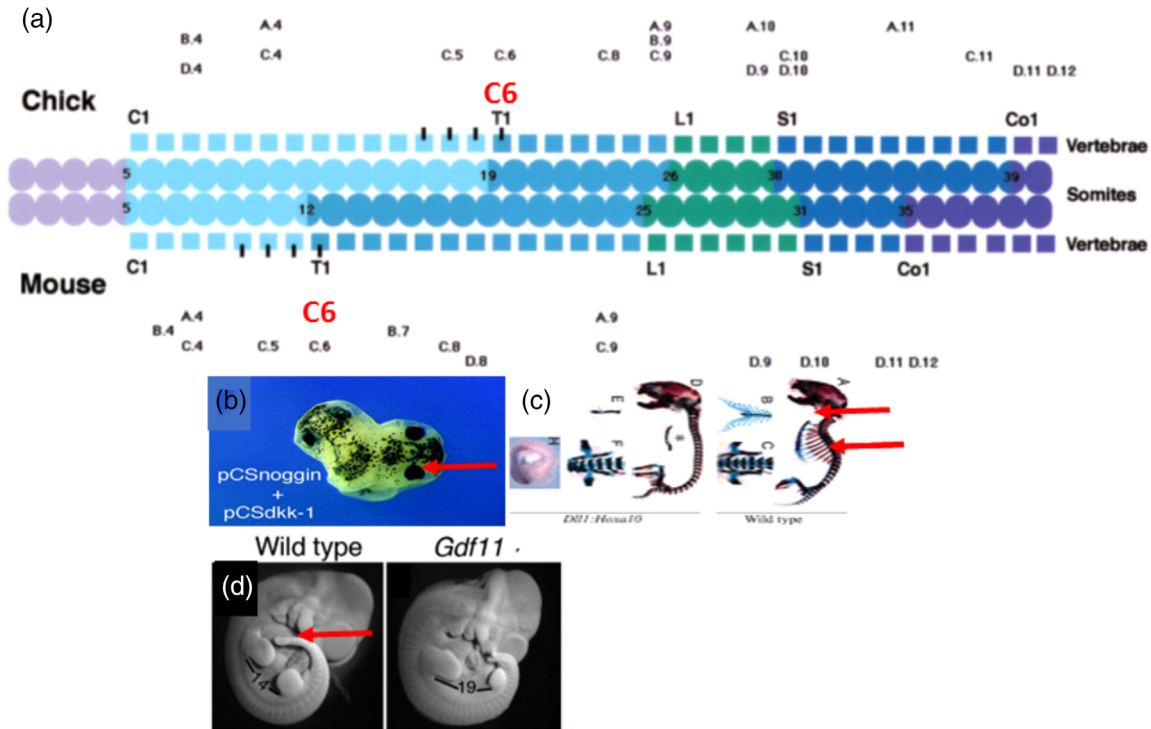 (a)
A.4 A.9 A.10 A.11
B.4 B.9
C.4 C.5 C.6 C.8 C.9 C.10 C.11
D.4 D.9 D.10 D.11 D.12
C6
Chick
C1 T1 L1 S1 Co1
Vertebrae
5 19 26 30 39
Somites
5 12 25 31 35
Vertebrae
C1 T1 L1 S1 Co1
Mouse
C6
A.4 A.9
B.4 B.7
C.4 C.5 C.6 C.8 C.9
D.8 D.9 D.10 D.11 D.12
(b)
pCSnoggin
+
pCSdkk-1
(c)
D A
E B
*
H F C
Dll1:Hoxa10 Wild type
Wild type Gdf11
(d)
14 19